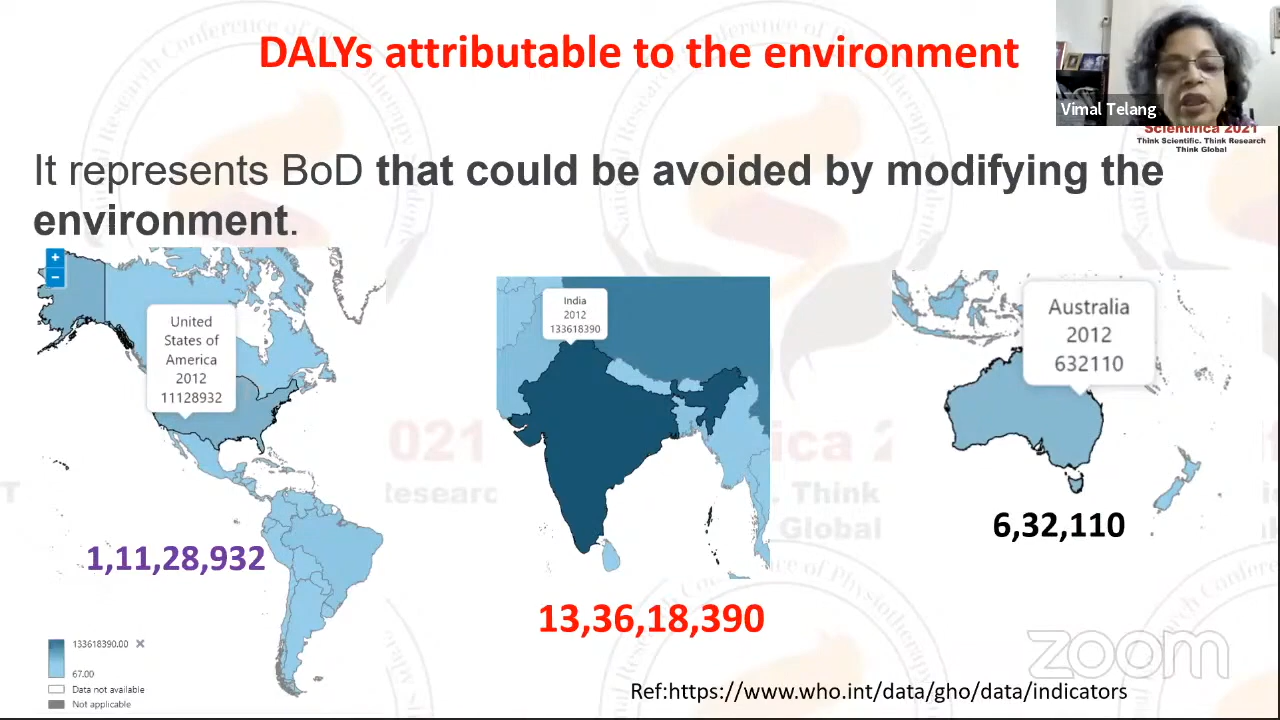 DALYs attributable to the environment
Vimal Telang
Scientifica 2021
Think Scientific. Think Research
Think Global
It represents BoD that could be avoided by modifying the
environment.
+
−
United
States of
America
2012
11128932
India
2012
133618390
Australia
2012
632110
1,11,28,932
13,36,18,390
6,32,110
133618390.00 ×
67.00
Data not available
Not applicable
Ref:https://www.who.int/data/gho/data/indicators
zoom